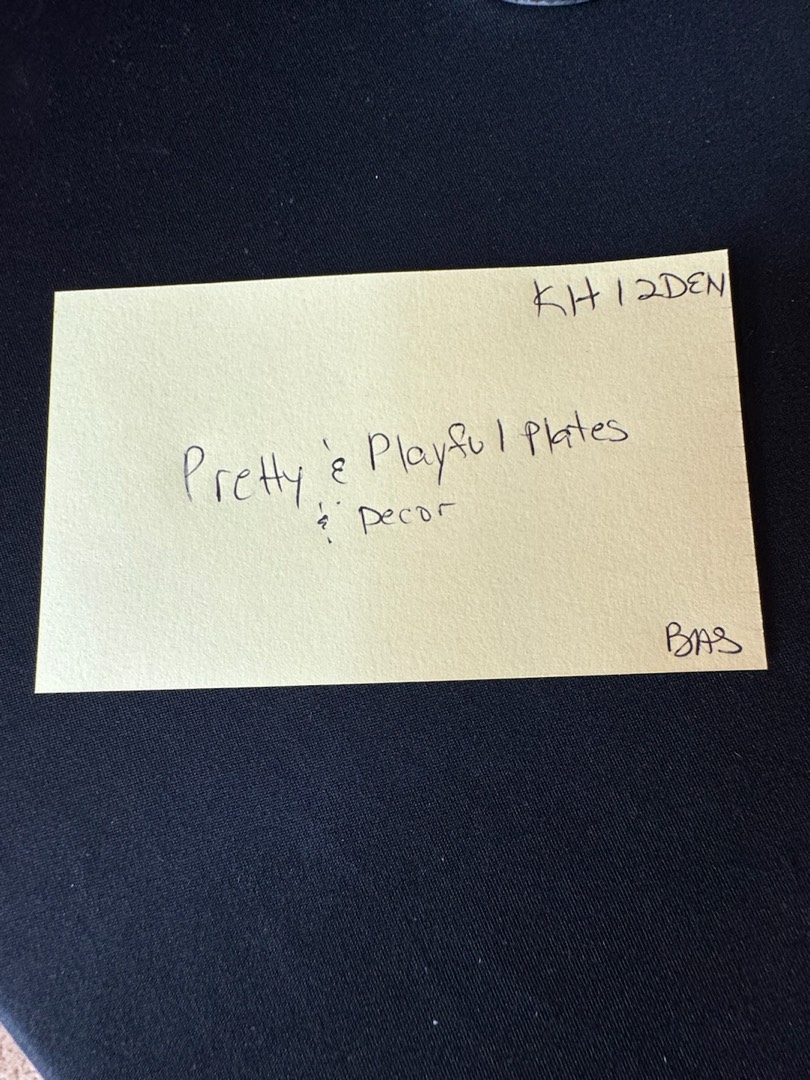 KH12DEN
Pretty & Playful Plates
& Decor
BAS